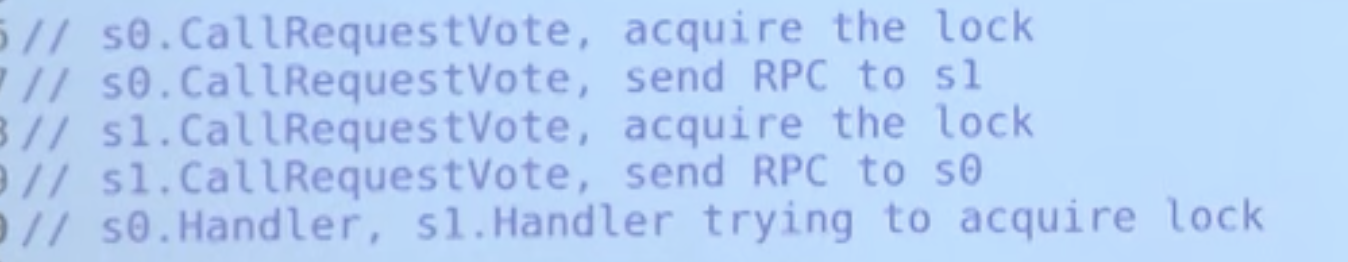 // s0.CallRequestVote, acquire the lock
// s0.CallRequestVote, send RPC to s1
// s1.CallRequestVote, acquire the lock
// s1.CallRequestVote, send RPC to s0
// s0.Handler, s1.Handler trying to acquire lock